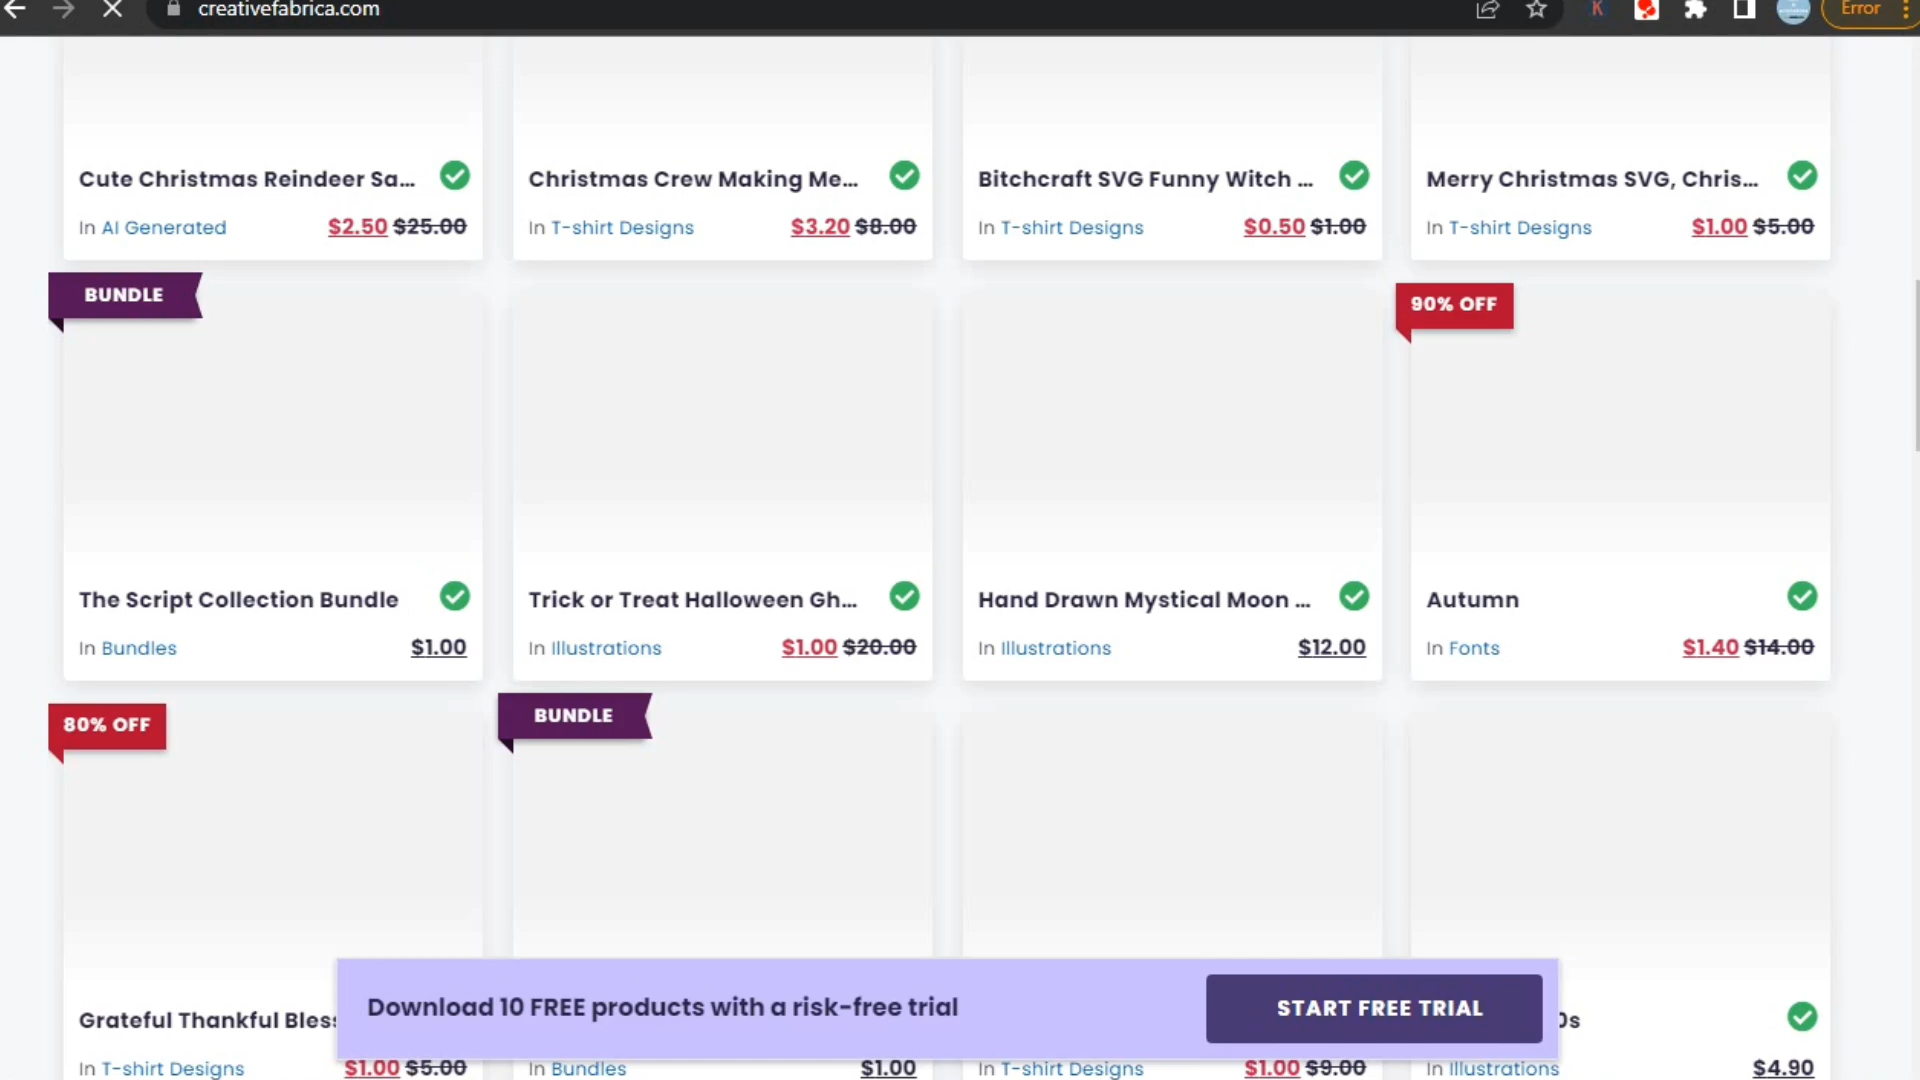 creativefabrica.com
Error
Cute Christmas Reindeer Sa...
In AI Generated $2.50 $25.00
Christmas Crew Making Me...
In T-shirt Designs $3.20 $8.00
Bitchcraft SVG Funny Witch ...
In T-shirt Designs $0.50 $1.00
Merry Christmas SVG, Chris...
In T-shirt Designs $1.00 $5.00
BUNDLE
The Script Collection Bundle
In Bundles $1.00
Trick or Treat Halloween Gh...
In Illustrations $1.00 $20.00
Hand Drawn Mystical Moon ...
In Illustrations $12.00
90% OFF
Autumn
In Fonts $1.40 $14.00
80% OFF
Grateful Thankful
In T-shirt Designs $1.00 $5.00
BUNDLE
In Bundles $1.00
In T-shirt Designs $1.00 $9.00
In Illustrations $4.90
Download 10 FREE products with a risk-free trial
START FREE TRIAL